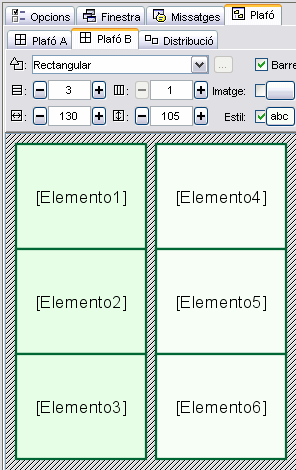 Opcions Finestra Missatges Plafó
Plafó A Plafó B Distribució
Rectangular ... Barre
3 1 Imatge:
130 105 Estil: abc
[Elemento1] [Elemento4]
[Elemento2] [Elemento5]
[Elemento3] [Elemento6]